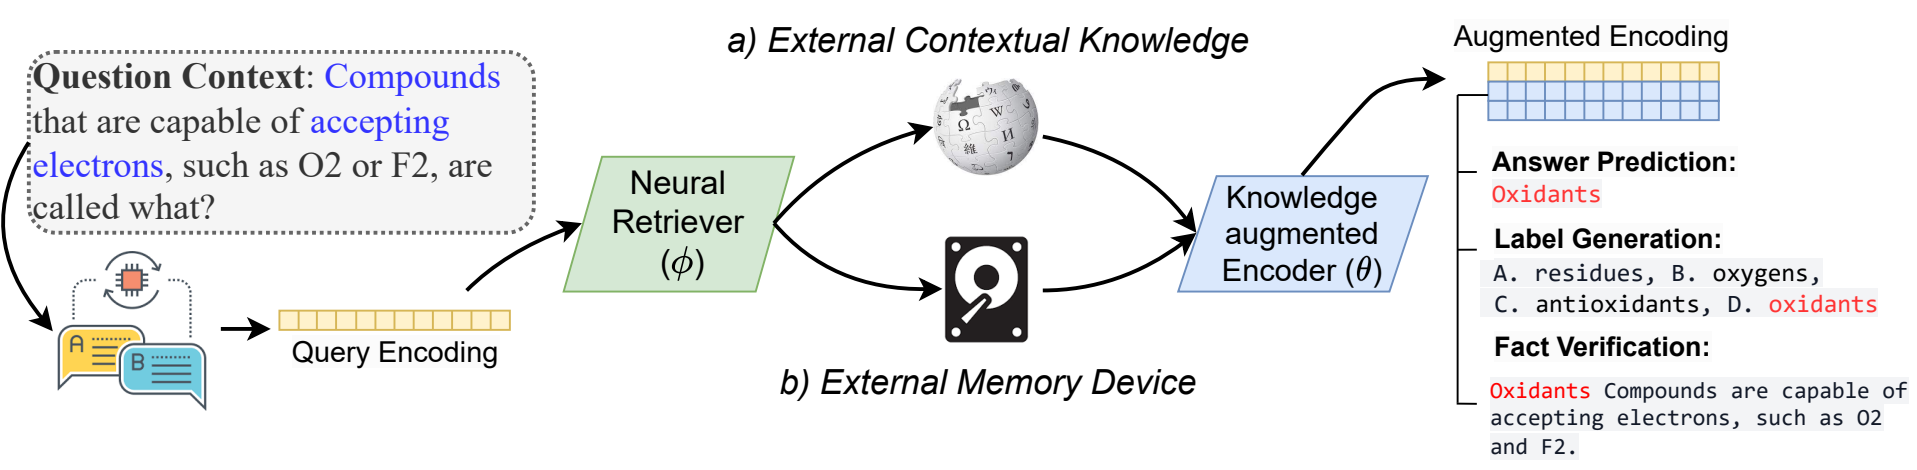 a) External Contextual Knowledge
Augmented Encoding
Question Context: Compounds
that are capable of accepting
electrons, such as O2 or F2, are
called what?
A
B
Query Encoding
Neural
Retriever
(ϕ)
Ω
W
И
維
b) External Memory Device
Knowledge
augmented
Encoder (θ)
Answer Prediction:
Oxidants
Label Generation:
A. residues, B. oxygens,
C. antioxidants, D. oxidants
Fact Verification:
Oxidants Compounds are capable of
accepting electrons, such as O2
and F2.